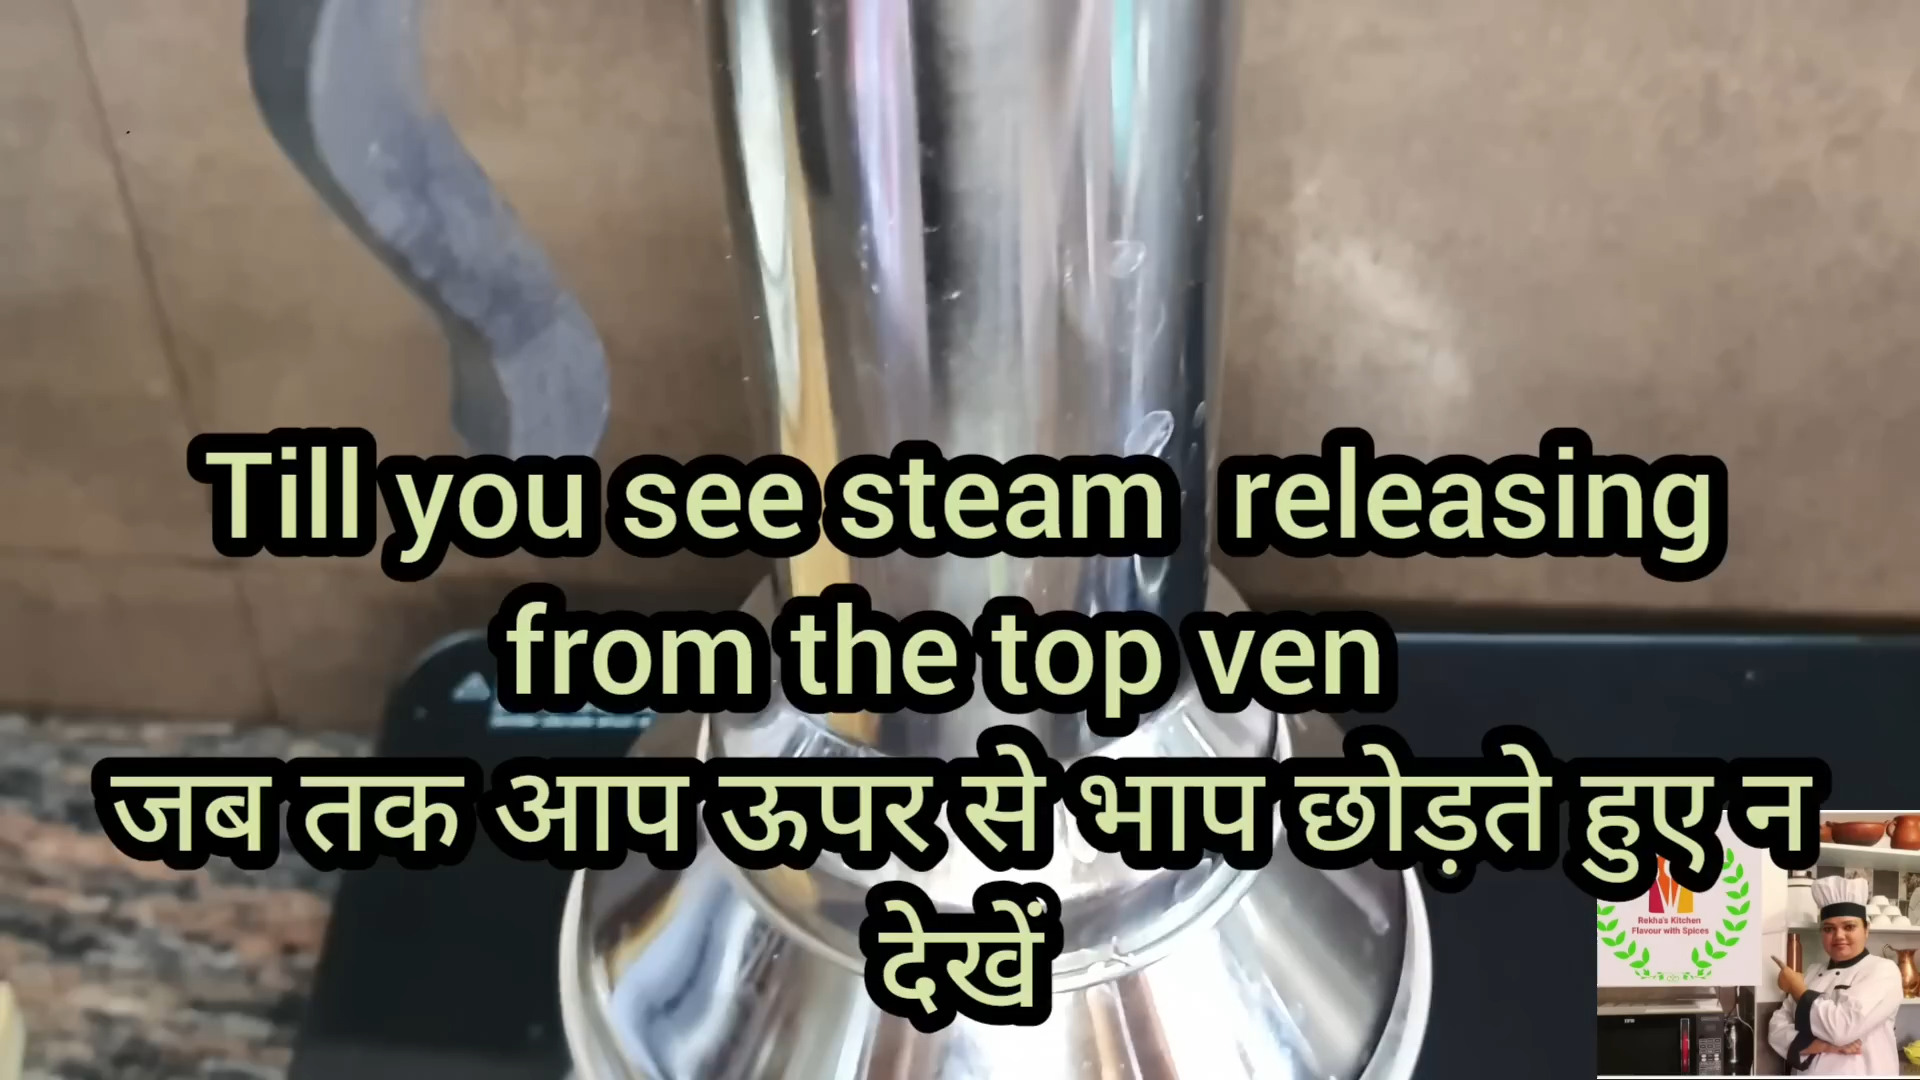 Till you see steam  releasing
from the top ven
जब तक आप ऊपर से भाप छोड़ते हुए न
देखें
Rekha's Kitchen
Flavour with Spices